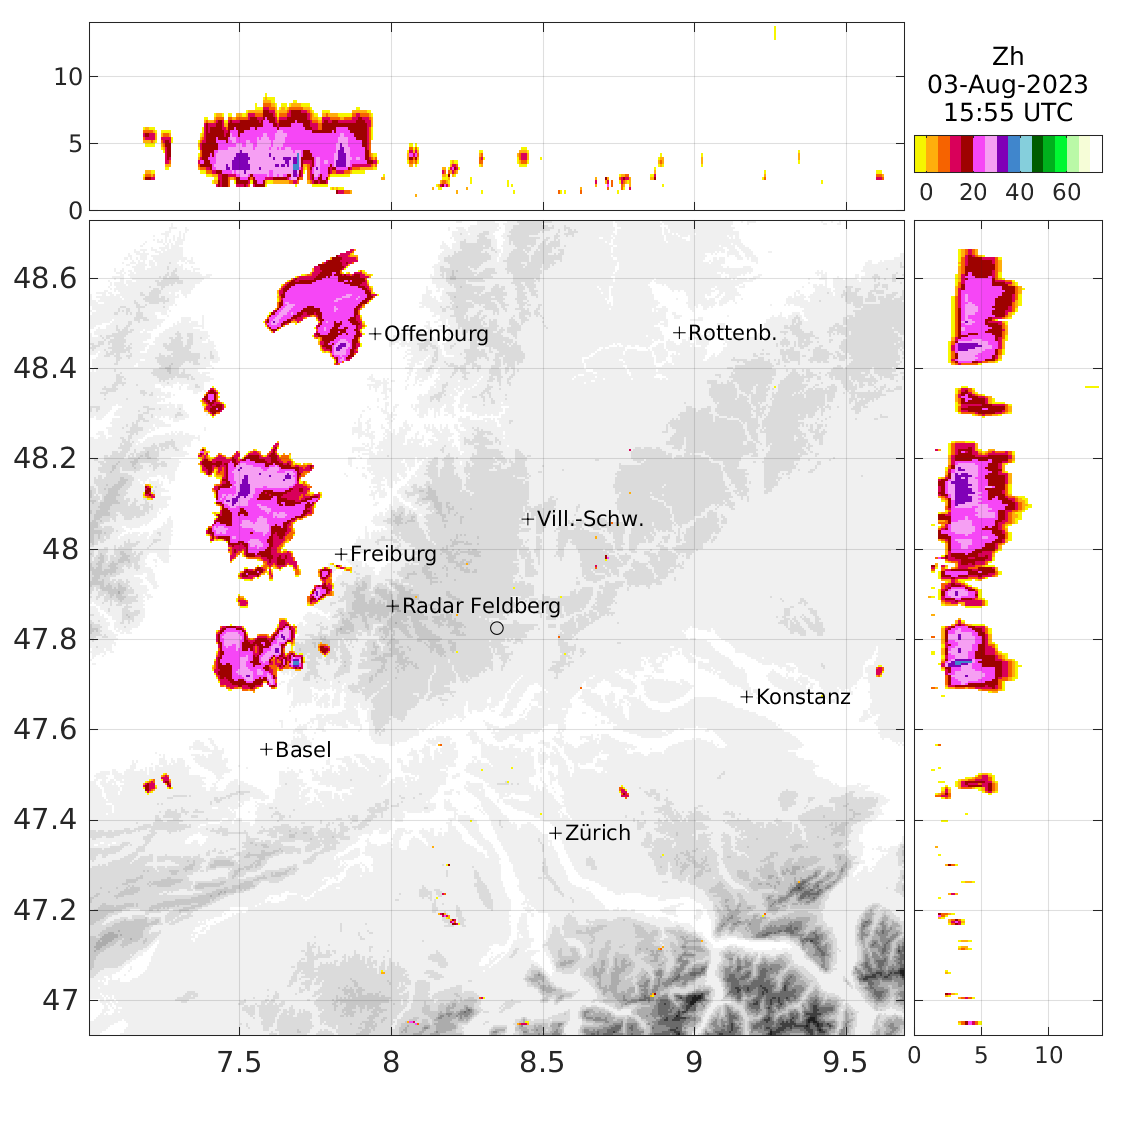 10
5
0
Zh
03-Aug-2023
15:55 UTC
0 20 40 60
48.6
48.4
48.2
48
47.8
47.6
47.4
47.2
47
Offenburg
Rottenb.
Vill.-Schw.
Freiburg
Radar Feldberg
Konstanz
Basel
Zürich
7.5 8 8.5 9 9.5
0 5 10